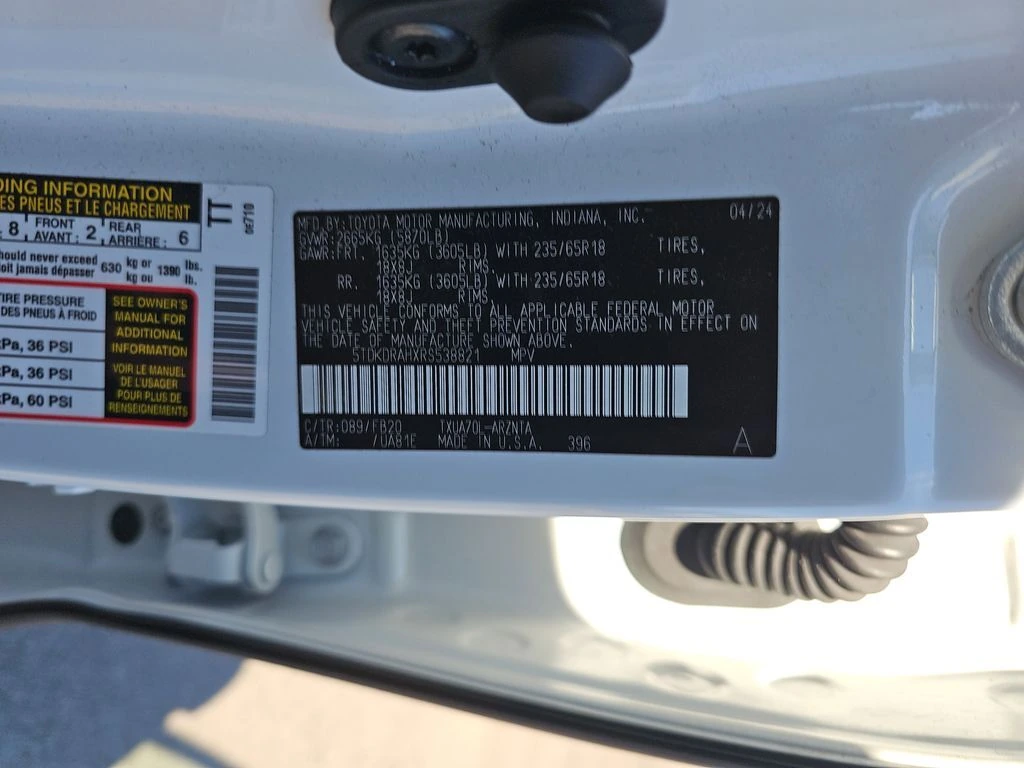 DING INFORMATION
ES PNEUS ET LE CHARGEMENT
8 FRONT AVANT : 2 REAR ARRIÈRE : 6
hould never exceed
doit jamais dépasser 630 kg or kg ou 1390 lbs. lb.
TIRE PRESSURE
DES PNEUS À FROID
kPa, 36 PSI
kPa, 36 PSI
kPa, 60 PSI
SEE OWNER'S
MANUAL FOR
ADDITIONAL
INFORMATION
VOIR LE MANUEL
DE L'USAGER
POUR PLUS DE
RENSEIGNEMENTS
TT
0E710
MFD BY:TOYOTA MOTOR MANUFACTURING, INDIANA, INC. 04/24
GVWR:2665KG (5870LB)
GAWR:FRT. 1635KG (3605LB) WITH 235/65R18 TIRES,
18X8J RIMS.
RR. 1635KG (3605LB) WITH 235/65R18 TIRES,
18X8J RIMS.
THIS VEHICLE CONFORMS TO ALL APPLICABLE FEDERAL MOTOR
VEHICLE SAFETY AND THEFT PREVENTION STANDARDS IN EFFECT ON
THE DATE OF MANUFACTURE SHOWN ABOVE.
5TDKDRAHXRS538821 MPV
C/TR:089/FB20 TXUA70L-ARZNTA
A/TM: /UA81E MADE IN U.S.A. 396
A